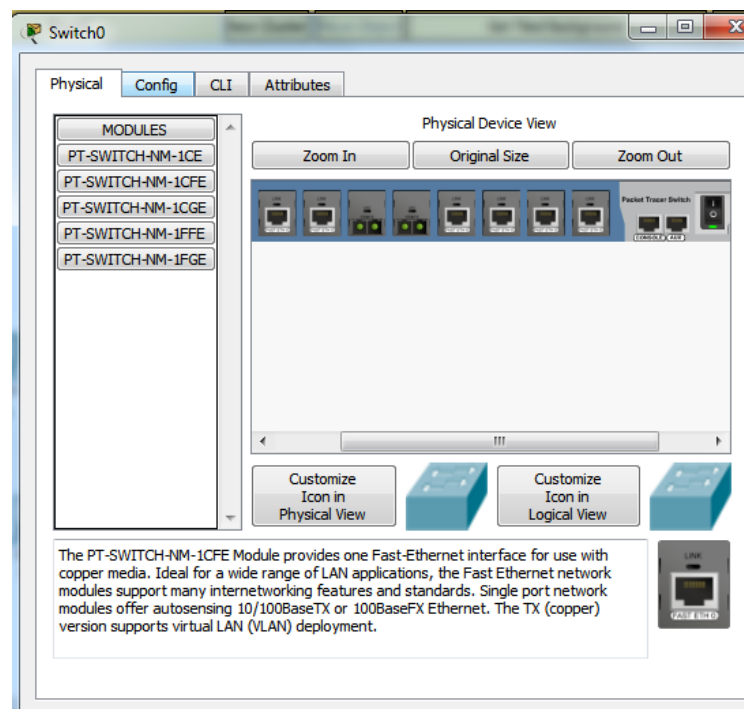 Switch0
Physical Config CLI Attributes
MODULES
PT-SWITCH-NM-1CE
PT-SWITCH-NM-1CFE
PT-SWITCH-NM-1CGE
PT-SWITCH-NM-1FFE
PT-SWITCH-NM-1FGE
Physical Device View
Zoom In Original Size Zoom Out
Packet Tracer Switch
CONSOLE AUX
Customize
Icon in
Physical View
Customize
Icon in
Logical View
The PT-SWITCH-NM-1CFE Module provides one Fast-Ethernet interface for use with
copper media. Ideal for a wide range of LAN applications, the Fast Ethernet network
modules support many internetworking features and standards. Single port network
modules offer autosensing 10/100BaseTX or 100BaseFX Ethernet. The TX (copper)
version supports virtual LAN (VLAN) deployment.
LINK
FAST ETH 0